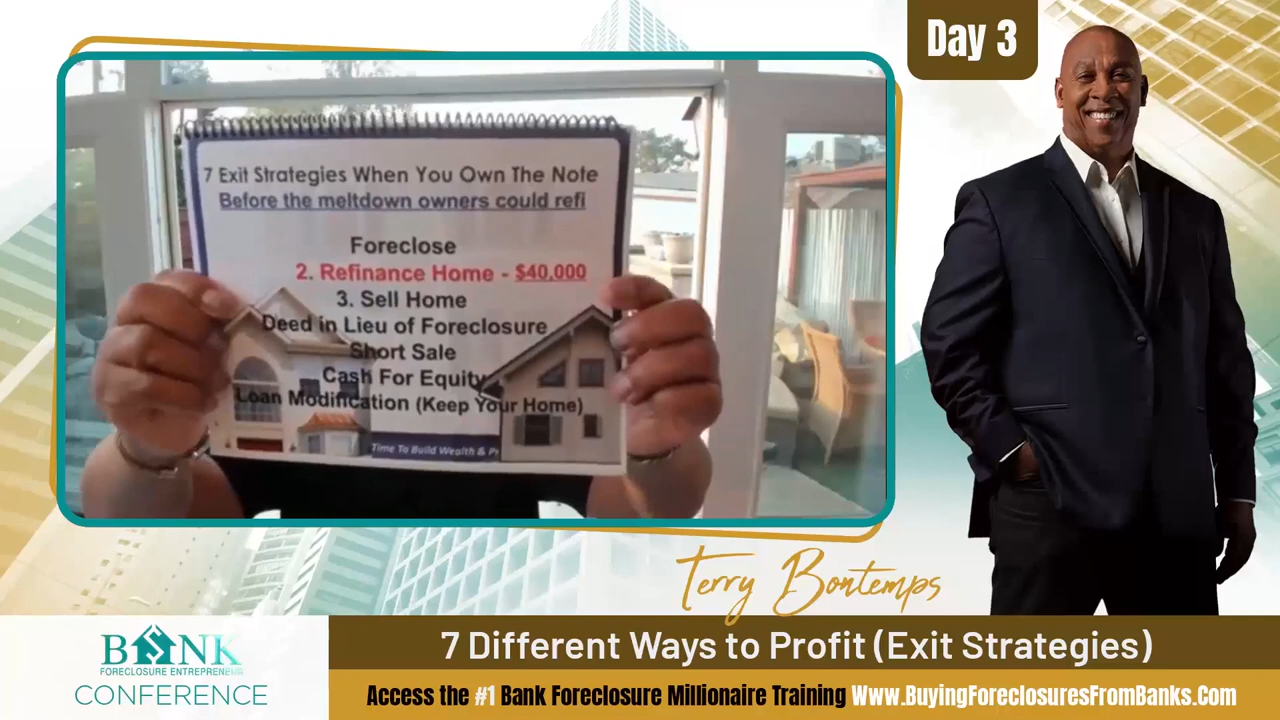 Day 3
7 Exit Strategies When You Own The Note
Before the meltdown owners could refi
Foreclose
2. Refinance Home - $40,000
3. Sell Home
Deed in Lieu of Foreclosure
Short Sale
Cash For Equity
Loan Modification (Keep Your Home)
Time To Build Wealth & Pr
Terry Bontemps
BANK
FORECLOSURE ENTREPRENEUR
CONFERENCE
7 Different Ways to Profit (Exit Strategies)
Access the #1 Bank Foreclosure Millionaire Training Www.BuyingForeclosuresFromBanks.Com